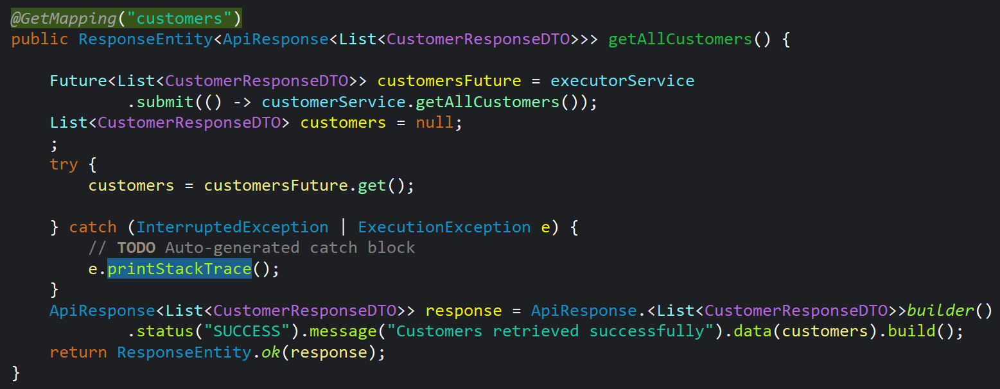 @GetMapping("customers")
public ResponseEntity<ApiResponse<List<CustomerResponseDTO>>> getAllCustomers() {
Future<List<CustomerResponseDTO>> customersFuture = executorService
.submit(() -> customerService.getAllCustomers());
List<CustomerResponseDTO> customers = null;
;
try {
customers = customersFuture.get();
} catch (InterruptedException | ExecutionException e) {
// TODO Auto-generated catch block
e.printStackTrace();
}
ApiResponse<List<CustomerResponseDTO>> response = ApiResponse.<List<CustomerResponseDTO>>builder()
.status("SUCCESS").message("Customers retrieved successfully").data(customers).build();
return ResponseEntity.ok(response);
}